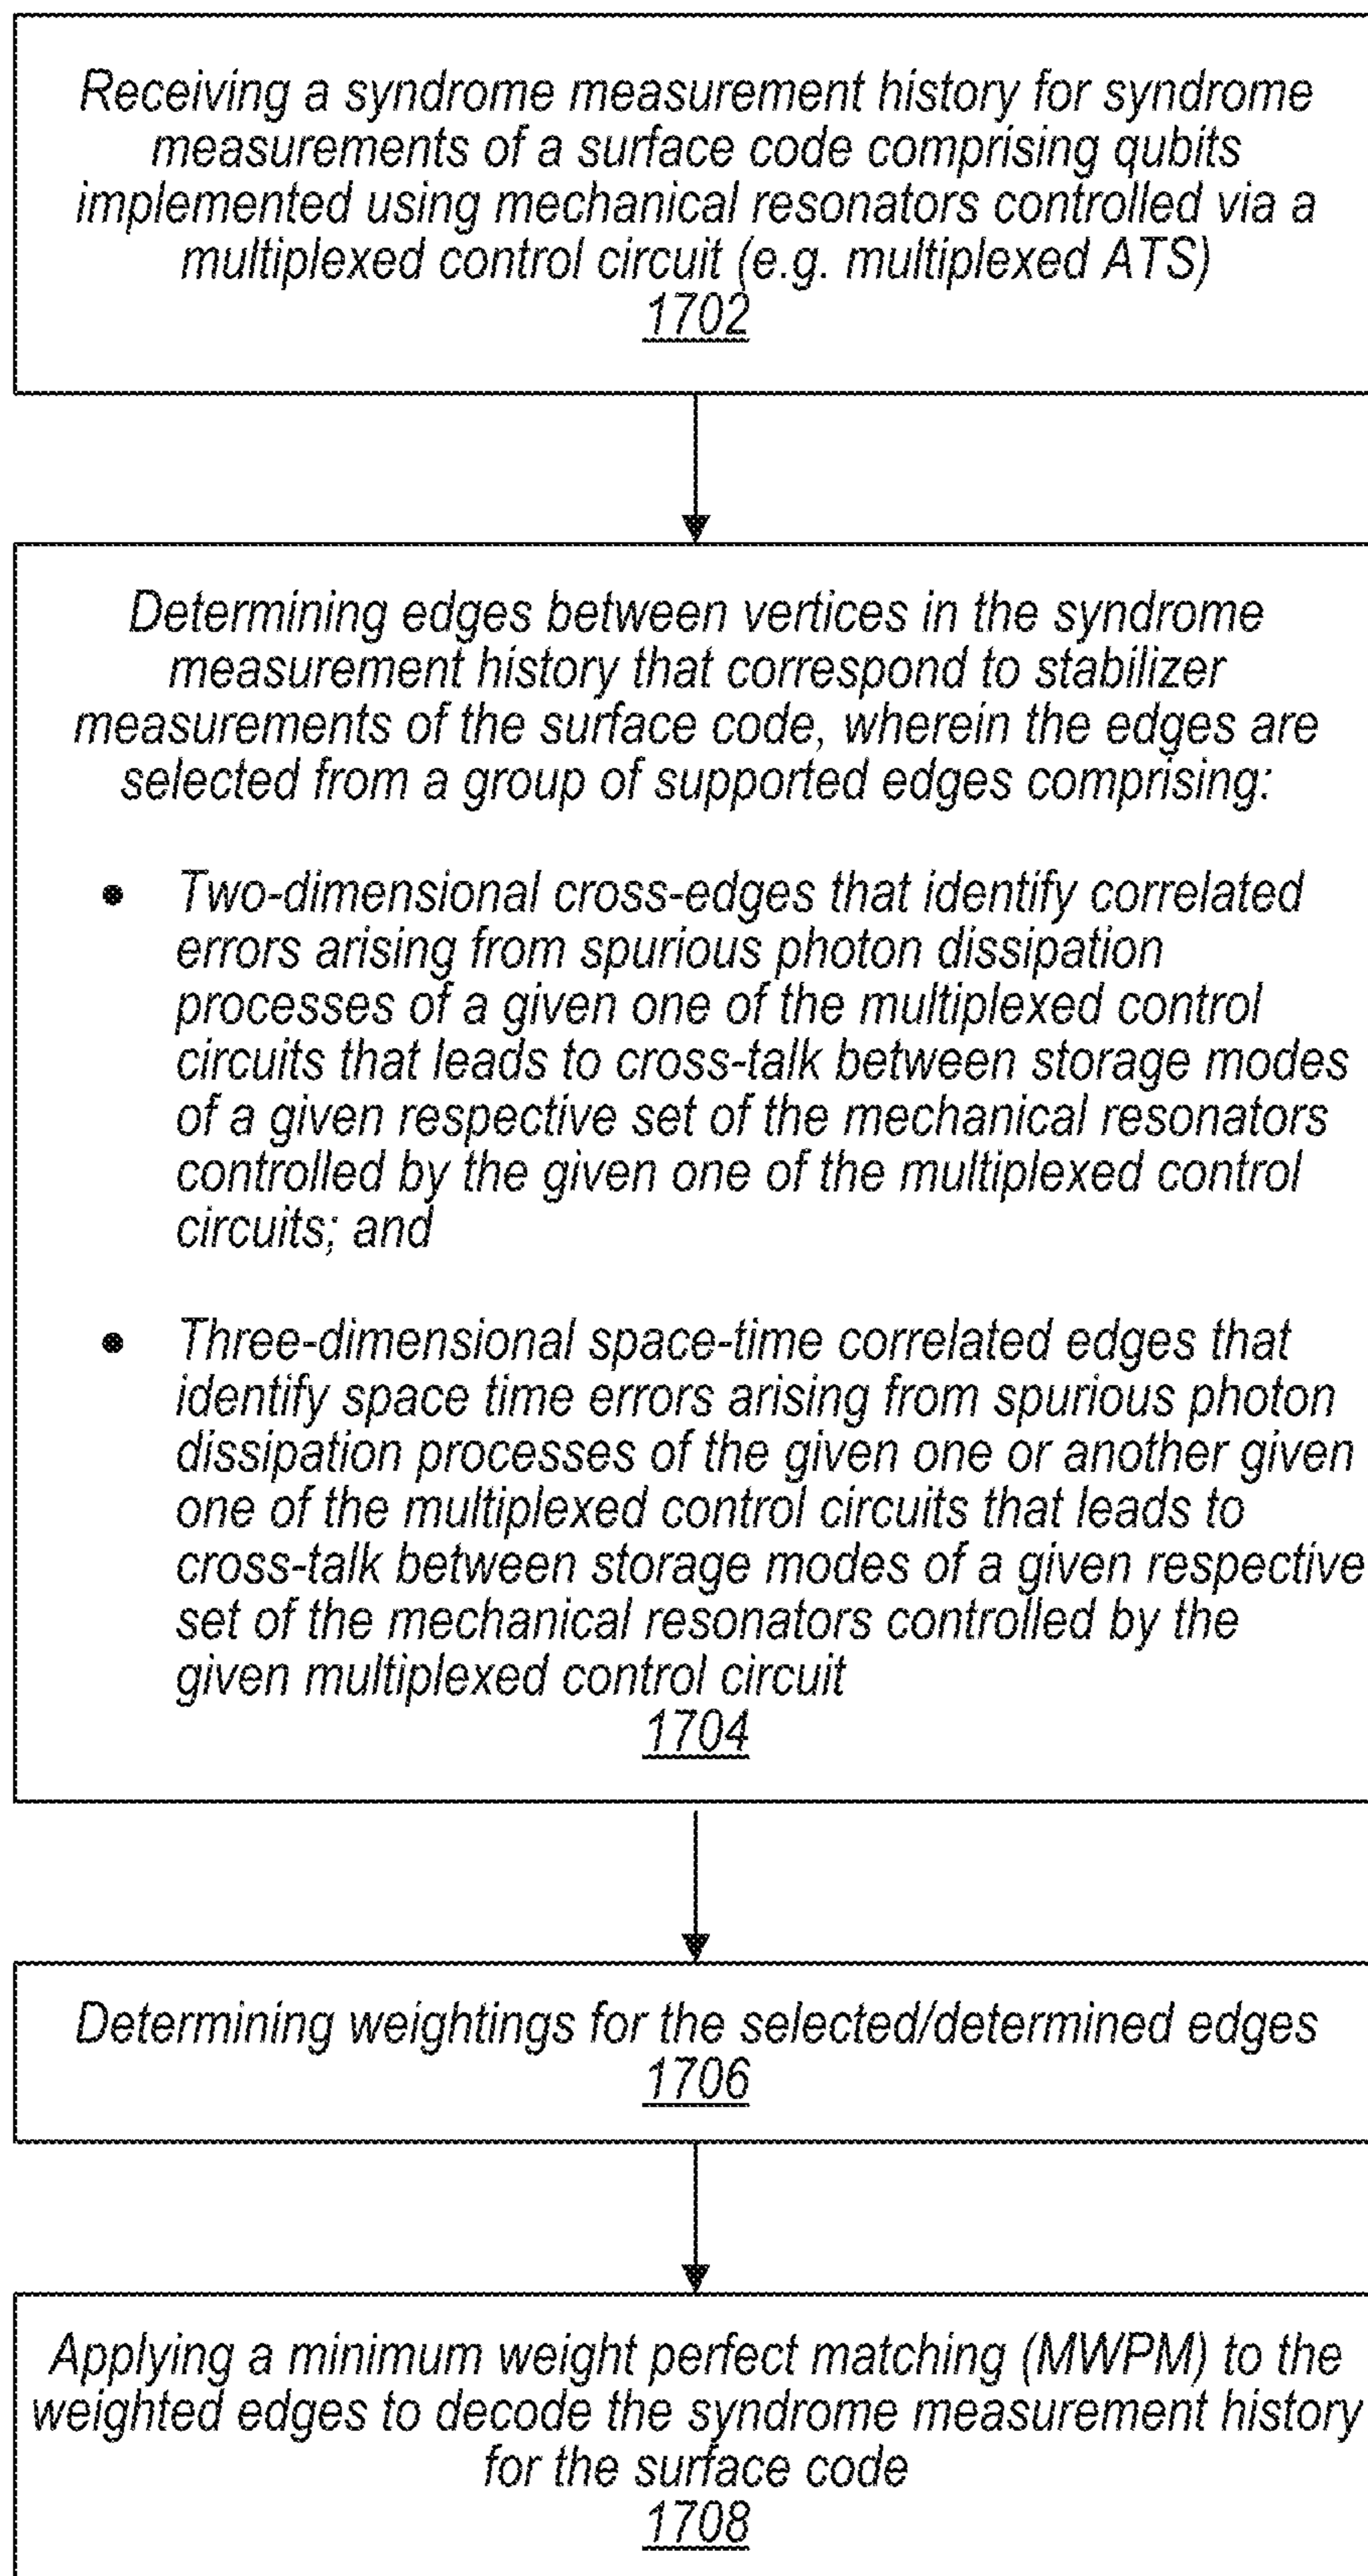 Receiving a syndrome measurement history for syndrome
measurements of a surface code comprising qubits
implemented using mechanical resonators controlled via a
multiplexed control circuit (e.g. multiplexed ATS)
1702
Determining edges between vertices in the syndrome
measurement history that correspond to stabilizer
measurements of the surface code, wherein the edges are
selected from a group of supported edges comprising:
• Two-dimensional cross-edges that identify correlated
errors arising from spurious photon dissipation
processes of a given one of the multiplexed control
circuits that leads to cross-talk between storage modes
of a given respective set of the mechanical resonators
controlled by the given one of the multiplexed control
circuits; and
• Three-dimensional space-time correlated edges that
identify space time errors arising from spurious photon
dissipation processes of the given one or another given
one of the multiplexed control circuits that leads to
cross-talk between storage modes of a given respective
set of the mechanical resonators controlled by the
given multiplexed control circuit
1704
Determining weightings for the selected/determined edges
1706
Applying a minimum weight perfect matching (MWPM) to the
weighted edges to decode the syndrome measurement history
for the surface code
1708